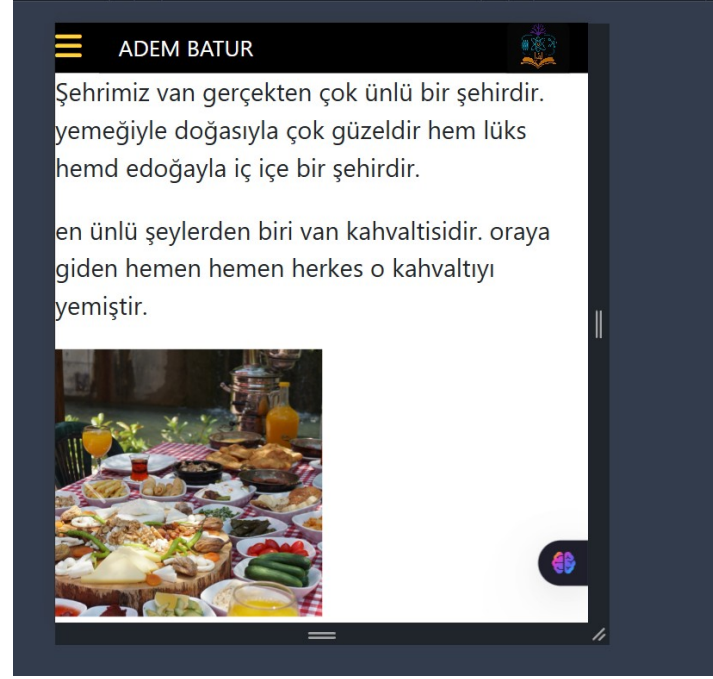 ADEM BATUR
Şehrimiz van gerçekten çok ünlü bir şehirdir.
yemeğiyle doğasıyla çok güzeldir hem lüks
hemd edoğayla iç içe bir şehirdir.
en ünlü şeylerden biri van kahvaltisidir. oraya
giden hemen hemen herkes o kahvaltıyı
yemiştir.